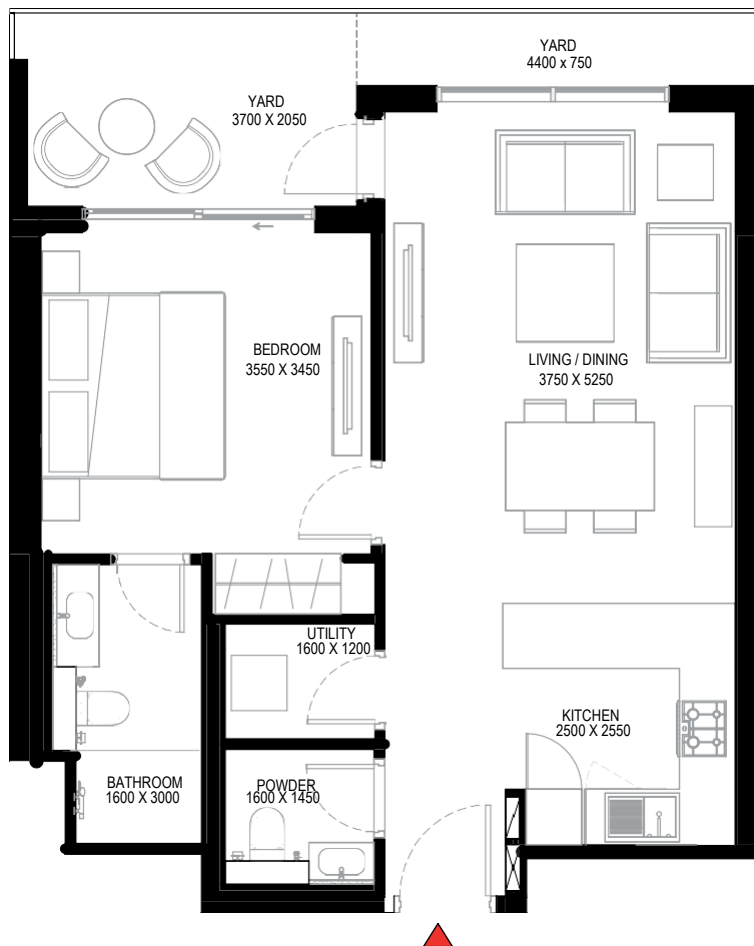 YARD
4400 x 750
YARD
3700 X 2050
BEDROOM
3550 X 3450
LIVING / DINING
3750 X 5250
UTILITY
1600 X 1200
KITCHEN
2500 X 2550
BATHROOM
1600 X 3000
POWDER
1600 X 1450